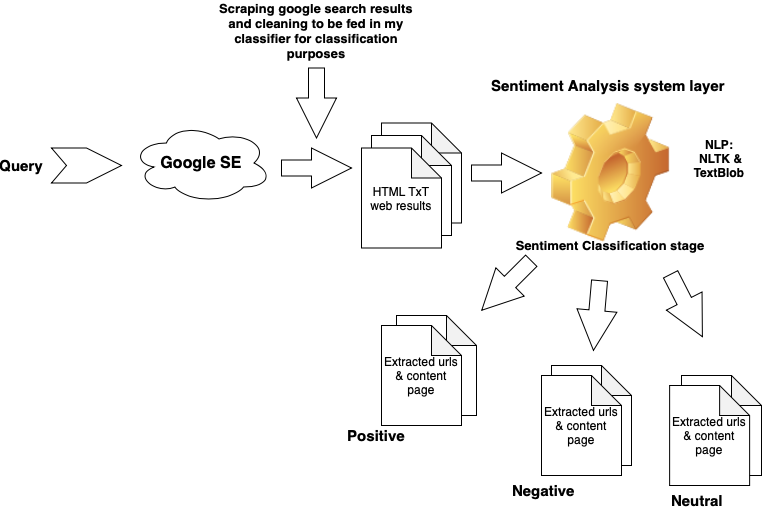 Scraping google search results
and cleaning to be fed in my
classifier for classification
purposes
Sentiment Analysis system layer
Query
Google SE
HTML TxT
web results
NLP:
NLTK &
TextBlob
Sentiment Classification stage
Extracted urls
& content
page
Positive
Extracted urls
& content
page
Negative
Extracted urls
& content
page
Neutral